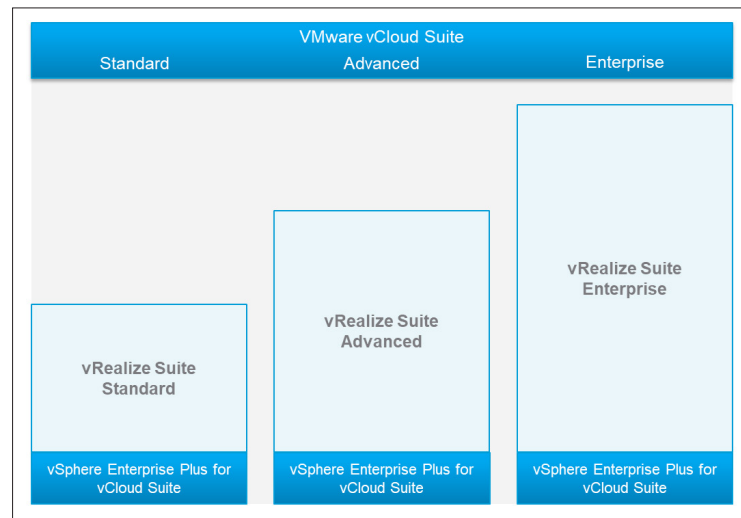 VMware vCloud Suite
Standard
Advanced
Enterprise
vRealize Suite
Standard
vRealize Suite
Advanced
vRealize Suite
Enterprise
vSphere Enterprise Plus for
vCloud Suite
vSphere Enterprise Plus for
vCloud Suite
vSphere Enterprise Plus for
vCloud Suite